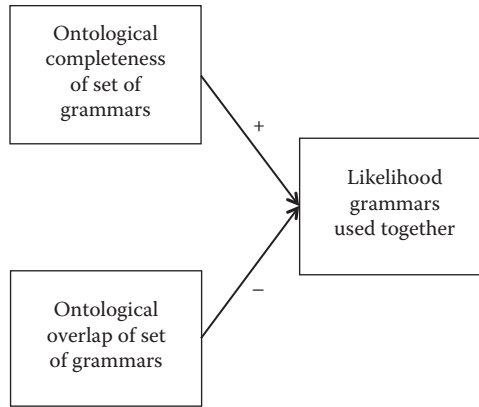 Ontological
completeness
of set of
grammars
+
Likelihood
grammars
used together
–
Ontological
overlap of set
of grammars